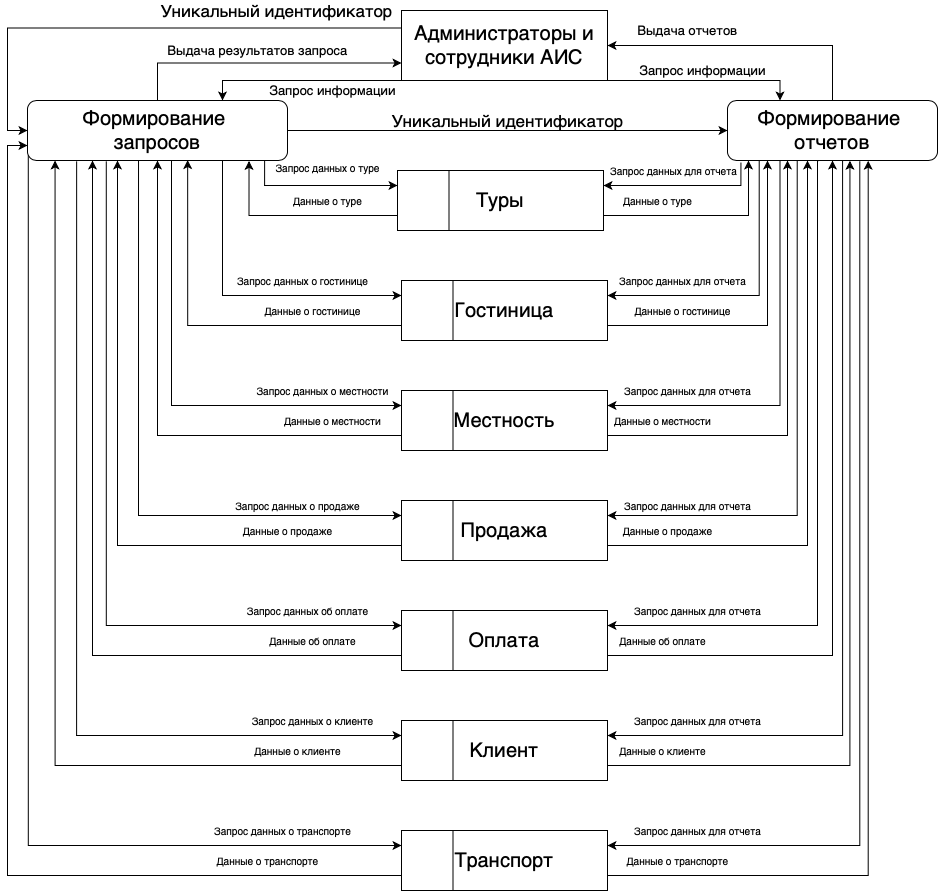 Уникальный идентификатор
Администраторы и
сотрудники АИС
Выдача отчетов
Выдача результатов запроса
Запрос информации
Запрос информации
Формирование
запросов
Уникальный идентификатор
Формирование
отчетов
Запрос данных о туре
Данные о туре
Туры
Запрос данных для отчета
Данные о туре
Запрос данных о гостинице
Данные о гостинице
Гостиница
Запрос данных для отчета
Данные о гостинице
Запрос данных о местности
Данные о местности
Местность
Запрос данных для отчета
Данные о местности
Запрос данных о продаже
Данные о продаже
Продажа
Запрос данных для отчета
Данные о продаже
Запрос данных об оплате
Данные об оплате
Оплата
Запрос данных для отчета
Данные об оплате
Запрос данных о клиенте
Данные о клиенте
Клиент
Запрос данных для отчета
Данные о клиенте
Запрос данных о транспорте
Данные о транспорте
Транспорт
Запрос данных для отчета
Данные о транспорте